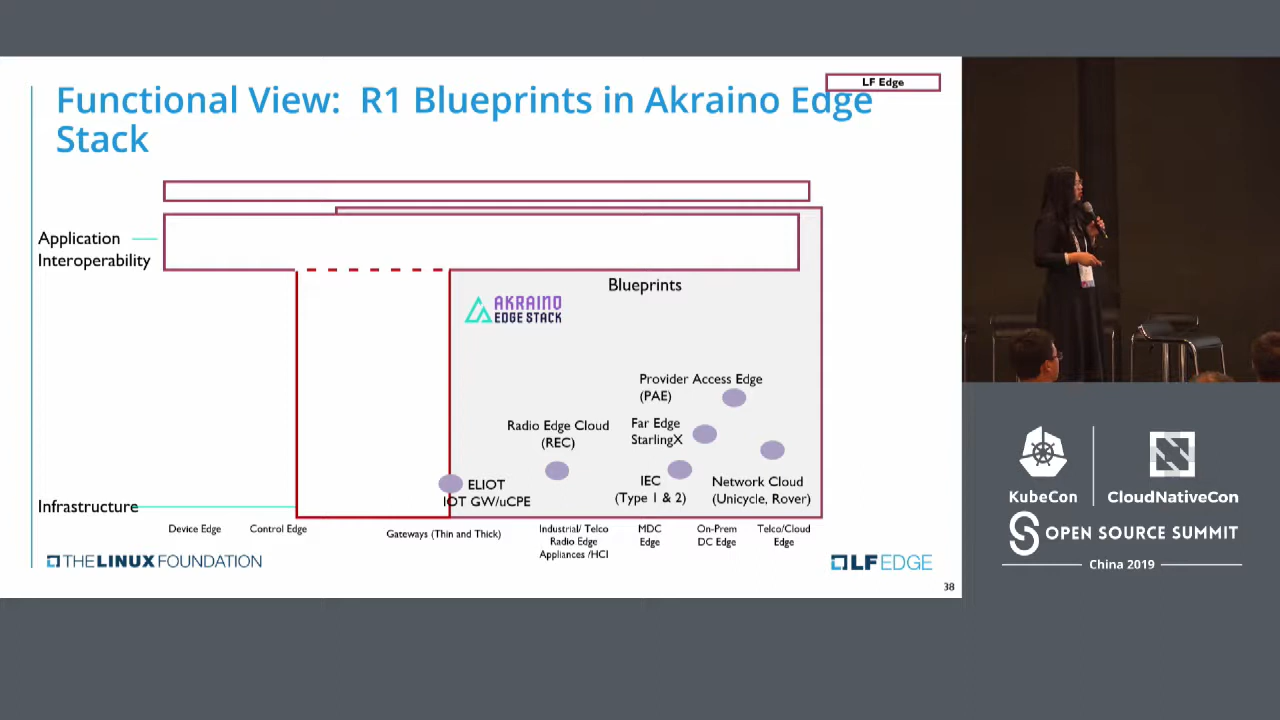 LF Edge
Functional View: R1 Blueprints in Akraino Edge
Stack
Application
Interoperability
Blueprints
AKRAINO
EDGE STACK
Provider Access Edge
(PAE)
Radio Edge Cloud
(REC)
Far Edge
StarlingX
ELIOT
IOT GW/uCPE
IEC
(Type 1 & 2)
Network Cloud
(Unicycle, Rover)
Infrastructure
Device Edge
Control Edge
Gateways (Thin and Thick)
Industrial/ Telco
Radio Edge
Appliances /HCI
MDC
Edge
On-Prem
DC Edge
Telco/Cloud
Edge
THE LINUX FOUNDATION
LF EDGE
38
KubeCon
CloudNativeCon
OPEN SOURCE SUMMIT
China 2019